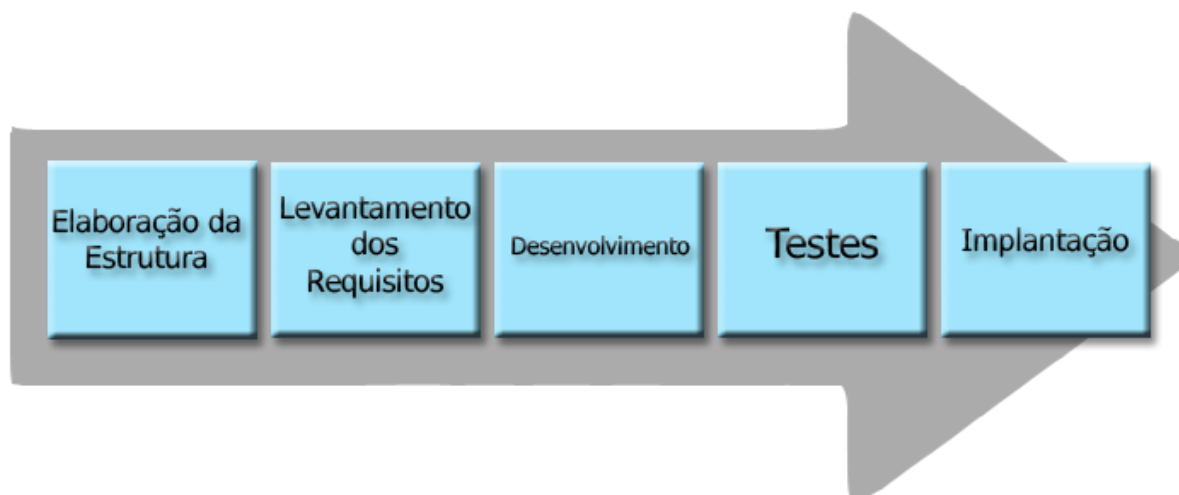 Elaboração da
Estrutura
Levantamento
dos
Requisitos
Desenvolvimento
Testes
Implantação